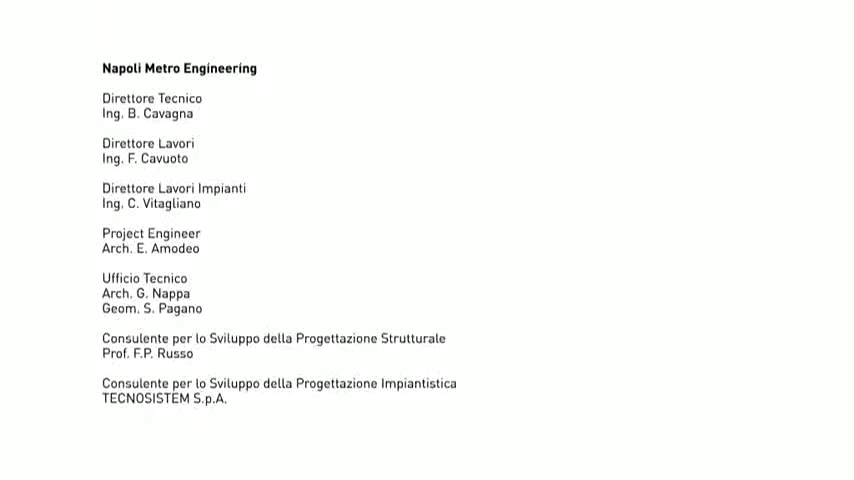 Napoli Metro Engineering
Direttore Tecnico
Ing. B. Cavagna
Direttore Lavori
Ing. F. Cavuoto
Direttore Lavori Impianti
Ing. C. Vitagliano
Project Engineer
Arch. E. Amodeo
Ufficio Tecnico
Arch. G. Nappa
Geom. S. Pagano
Consulente per lo Sviluppo della Progettazione Strutturale
Prof. F.P. Russo
Consulente per lo Sviluppo della Progettazione Impiantistica
TECNOSISTEM S.p.A.